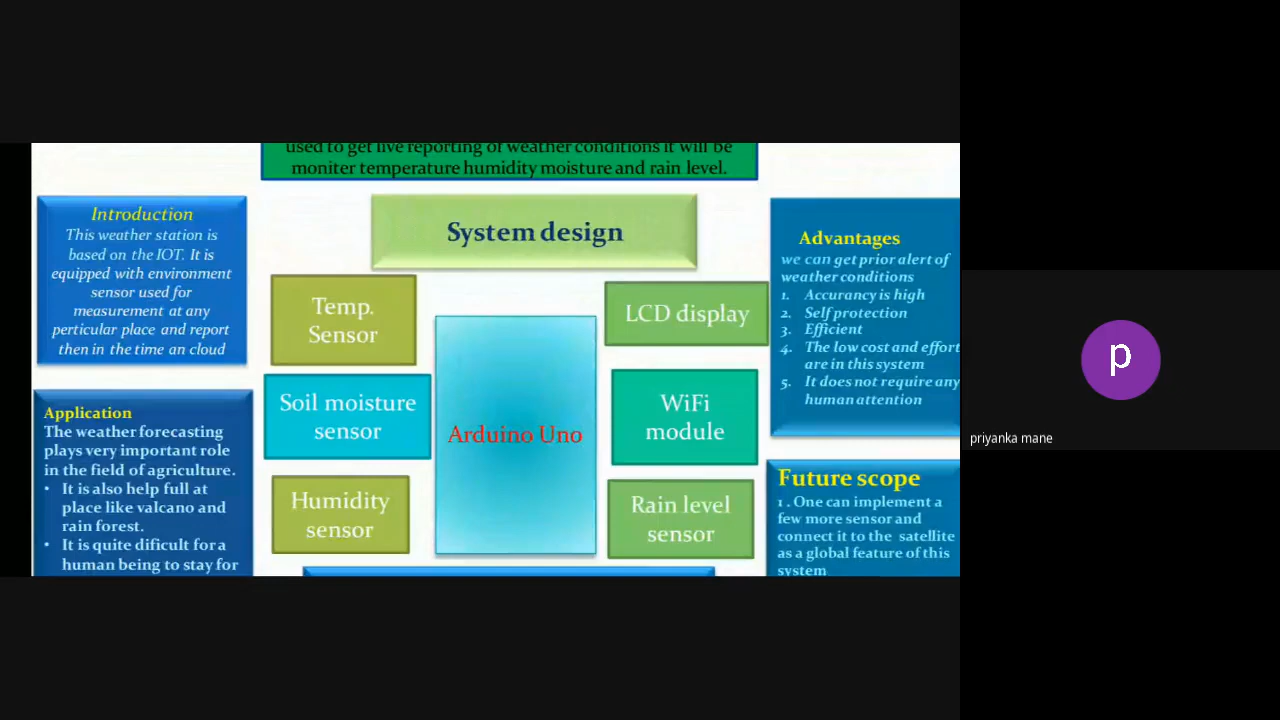 used to get live reporting of weather conditions it will be
moniter temperature humidity moisture and rain level.
Introduction
This weather station is
based on the IOT. It is
equipped with environment
sensor used for
measurement at any
perticular place and report
then in the time an cloud
Application
The weather forecasting
plays very important role
in the field of agriculture.
• It is also help full at
place like valcano and
rain forest.
• It is quite dificult for a
human being to stay for
System design
Temp.
Sensor
Soil moisture
sensor
Humidity
sensor
Arduino Uno
LCD display
WiFi
module
Rain level
sensor
Advantages
we can get prior alert of
weather conditions
1. Accurancy is high
2. Self protection
3. Efficient
4. The low cost and effort
are in this system
5. It does not require any
human attention
Future scope
1 . One can implement a
few more sensor and
connect it to the satellite
as a global feature of this
system
p
priyanka mane